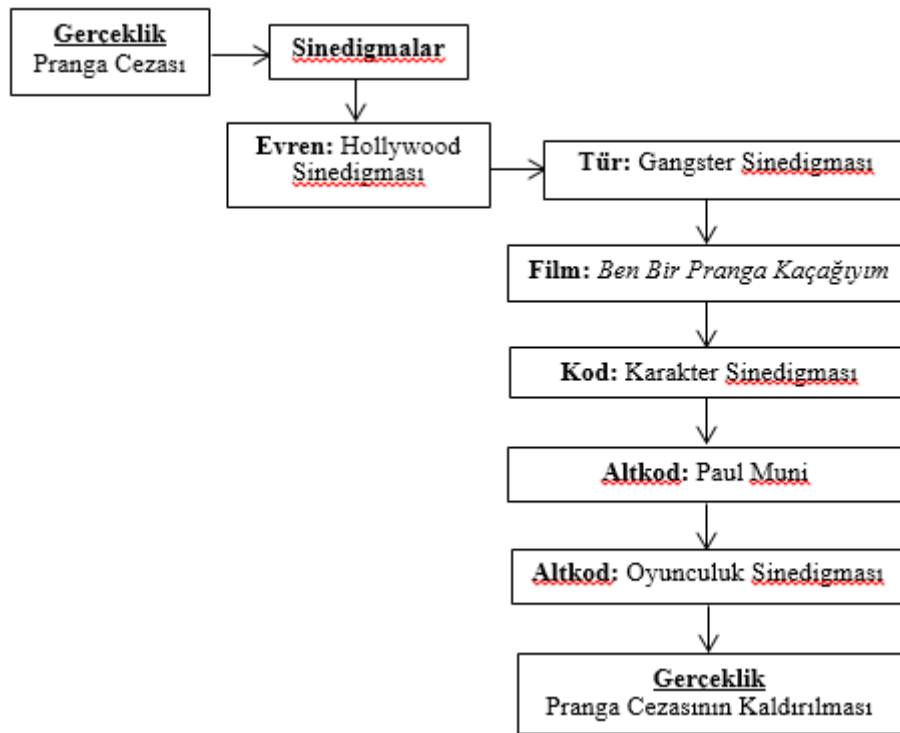 Gerçeklik
Pranga Cezası
Sinedigmalar
Evren: Hollywood
Sinedigması
Tür: Gangster Sinedigması
Film: Ben Bir Pranga Kaçağıyım
Kod: Karakter Sinedigması
Altkod: Paul Muni
Altkod: Oyunculuk Sinedigması
Gerçeklik
Pranga Cezasının Kaldırılması